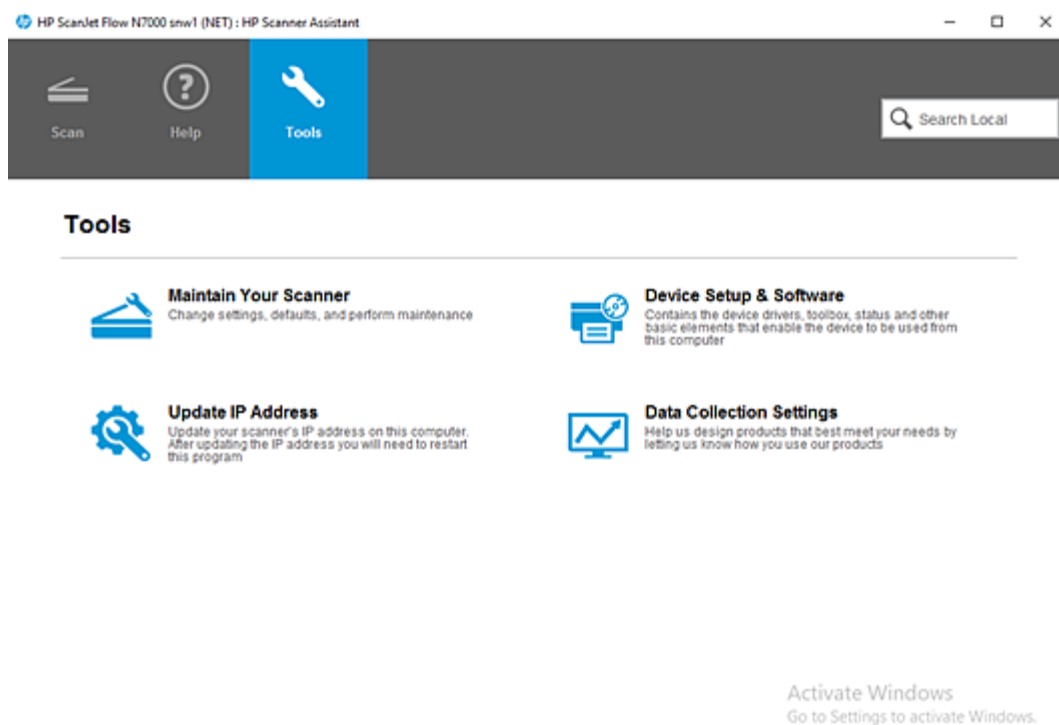 HP ScanJet Flow N7000 snw1 (NET) : HP Scanner Assistant
Scan
Help
Tools
Search Local
Tools
Maintain Your Scanner
Change settings, defaults, and perform maintenance
Device Setup & Software
Contains the device drivers, toolbox, status and other
basic elements that enable the device to be used from
this computer
Update IP Address
Update your scanner's IP address on this computer.
After updating the IP address you will need to restart
this program
Data Collection Settings
Help us design products that best meet your needs by
letting us know how you use our products
Activate Windows
Go to Settings to activate Windows.